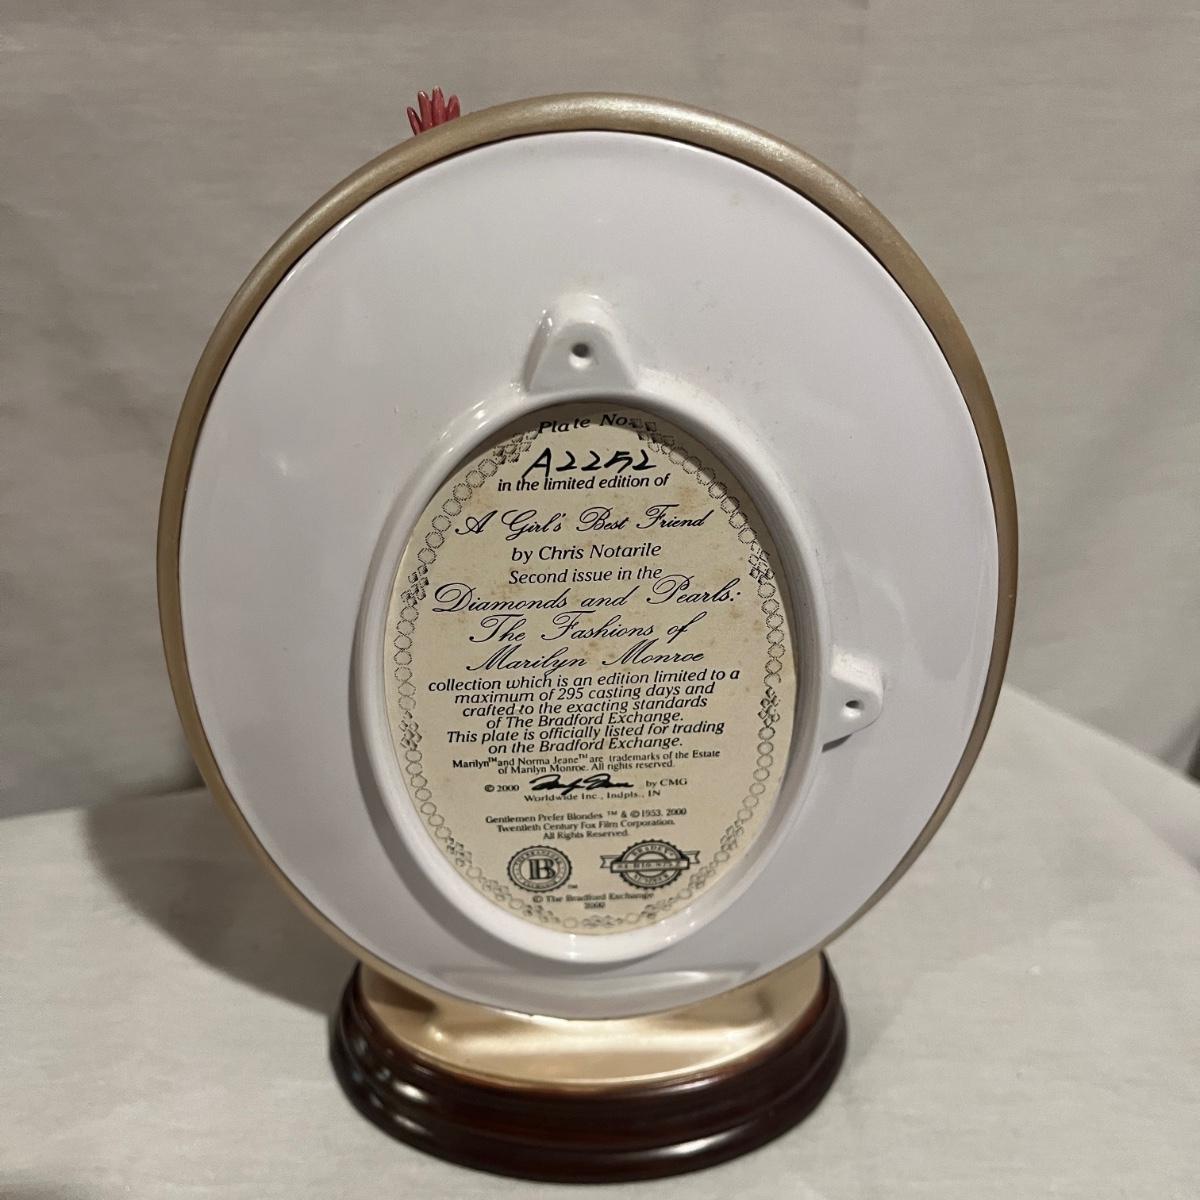 Plate No.
A2252
in the limited edition of
A Girl's Best Friend
by Chris Notarile
Second issue in the
Diamonds and Pearls:
The Fashions of
Marilyn Monroe
collection which is an edition limited to a
maximum of 295 casting days and
crafted to the exacting standards
of The Bradford Exchange.
This plate is officially listed for trading
on the Bradford Exchange.
Marilyn™ and Norma Jeane™ are trademarks of the Estate
of Marilyn Monroe. All rights reserved.
© 2000 by CMG
Worldwide Inc., Indpls., IN
Gentlemen Prefer Blondes ™ & © 1953, 2000
Twentieth Century Fox Film Corporation.
All Rights Reserved.
B ™
© The Bradford Exchange
2000